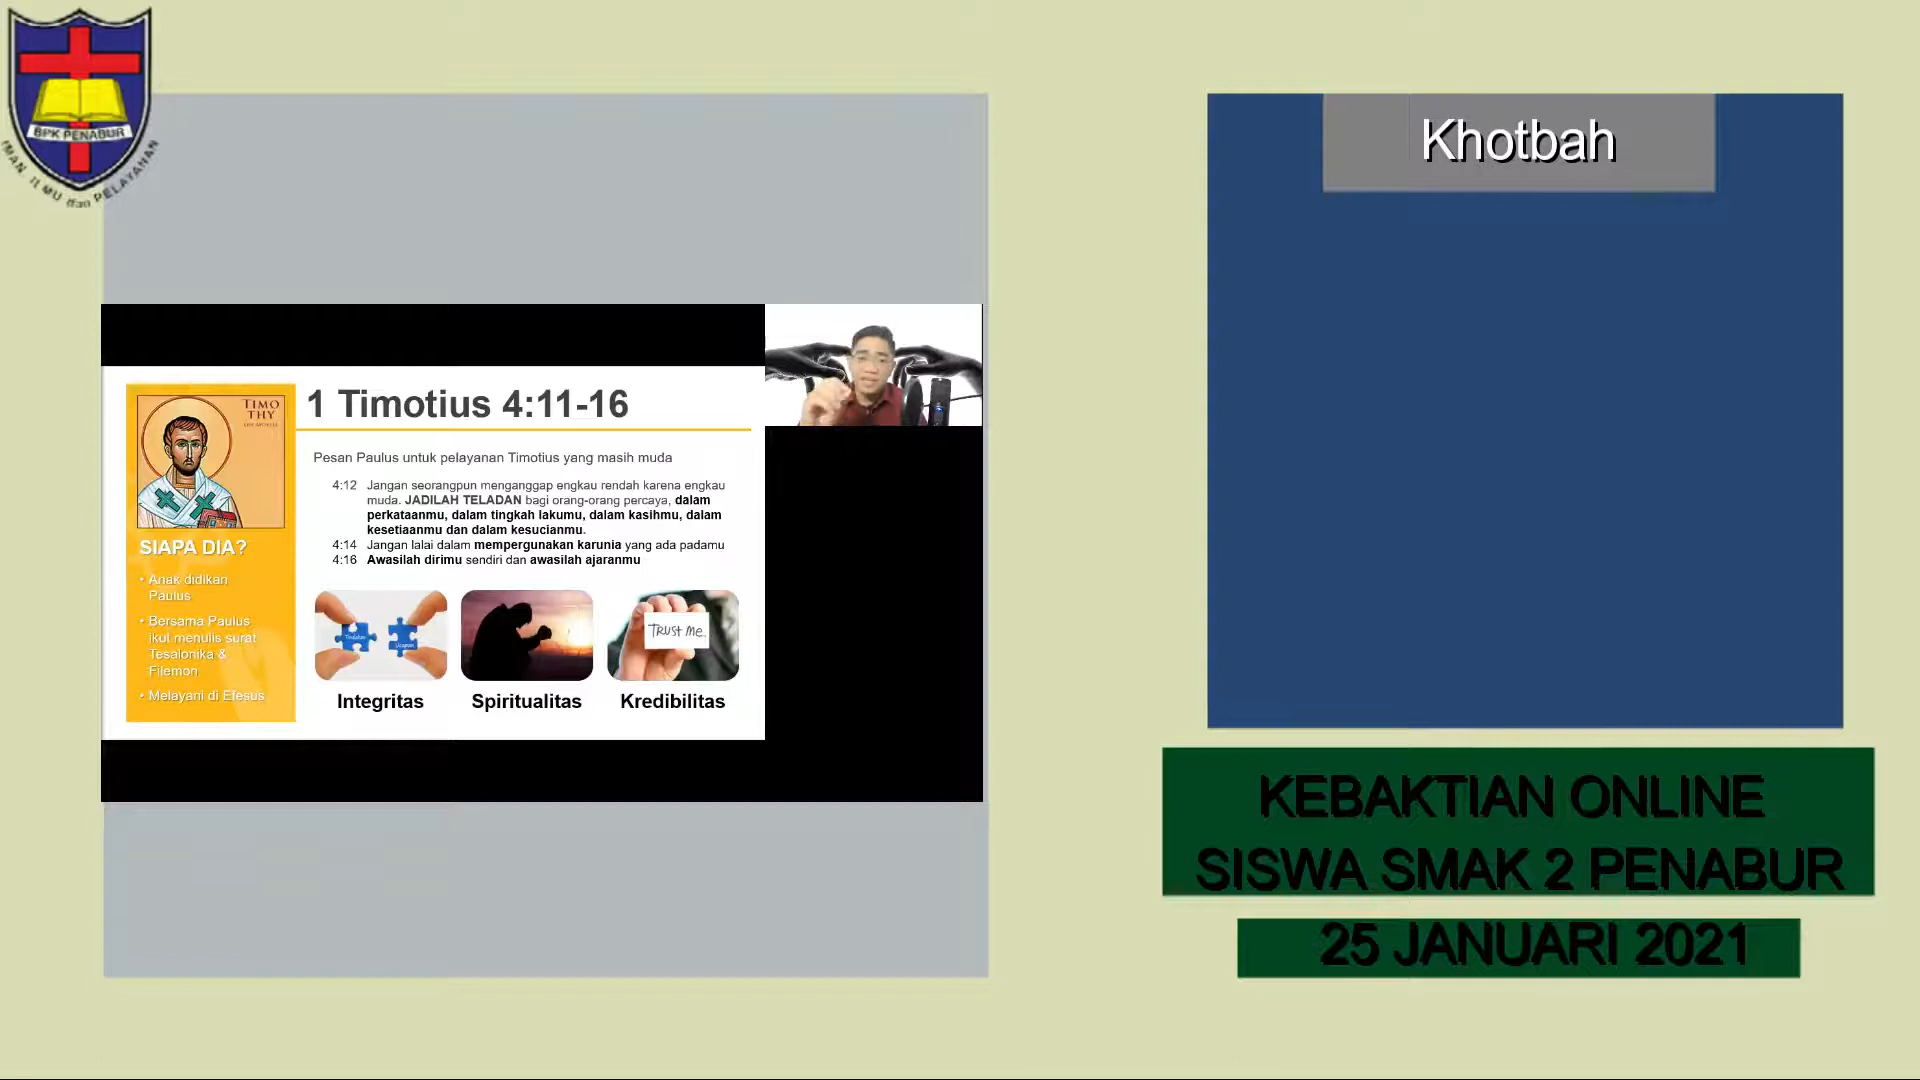 BPK PENABUR
IMAN, ILMU dan PELAYANAN
Khotbah
TIMO
THY
1 Timotius 4:11-16
Pesan Paulus untuk pelayanan Timotius yang masih muda
4:12 Jangan seorangpun menganggap engkau rendah karena engkau
muda. JADILAH TELADAN bagi orang-orang percaya, dalam
perkataanmu, dalam tingkah lakumu, dalam kasihmu, dalam
kesetiaanmu dan dalam kesucianmu.
4:14 Jangan lalai dalam mempergunakan karunia yang ada padamu
4:16 Awasilah dirimu sendiri dan awasilah ajaranmu
SIAPA DIA?
• Anak didikan
Paulus
• Bersama Paulus
ikut menulis surat
Tesalonika &
Filemon
• Melayani di Efesus
TRUST Me.
Integritas
Spiritualitas
Kredibilitas
KEBAKTIAN ONLINE
SISWA SMAK 2 PENABUR
25 JANUARI 2021